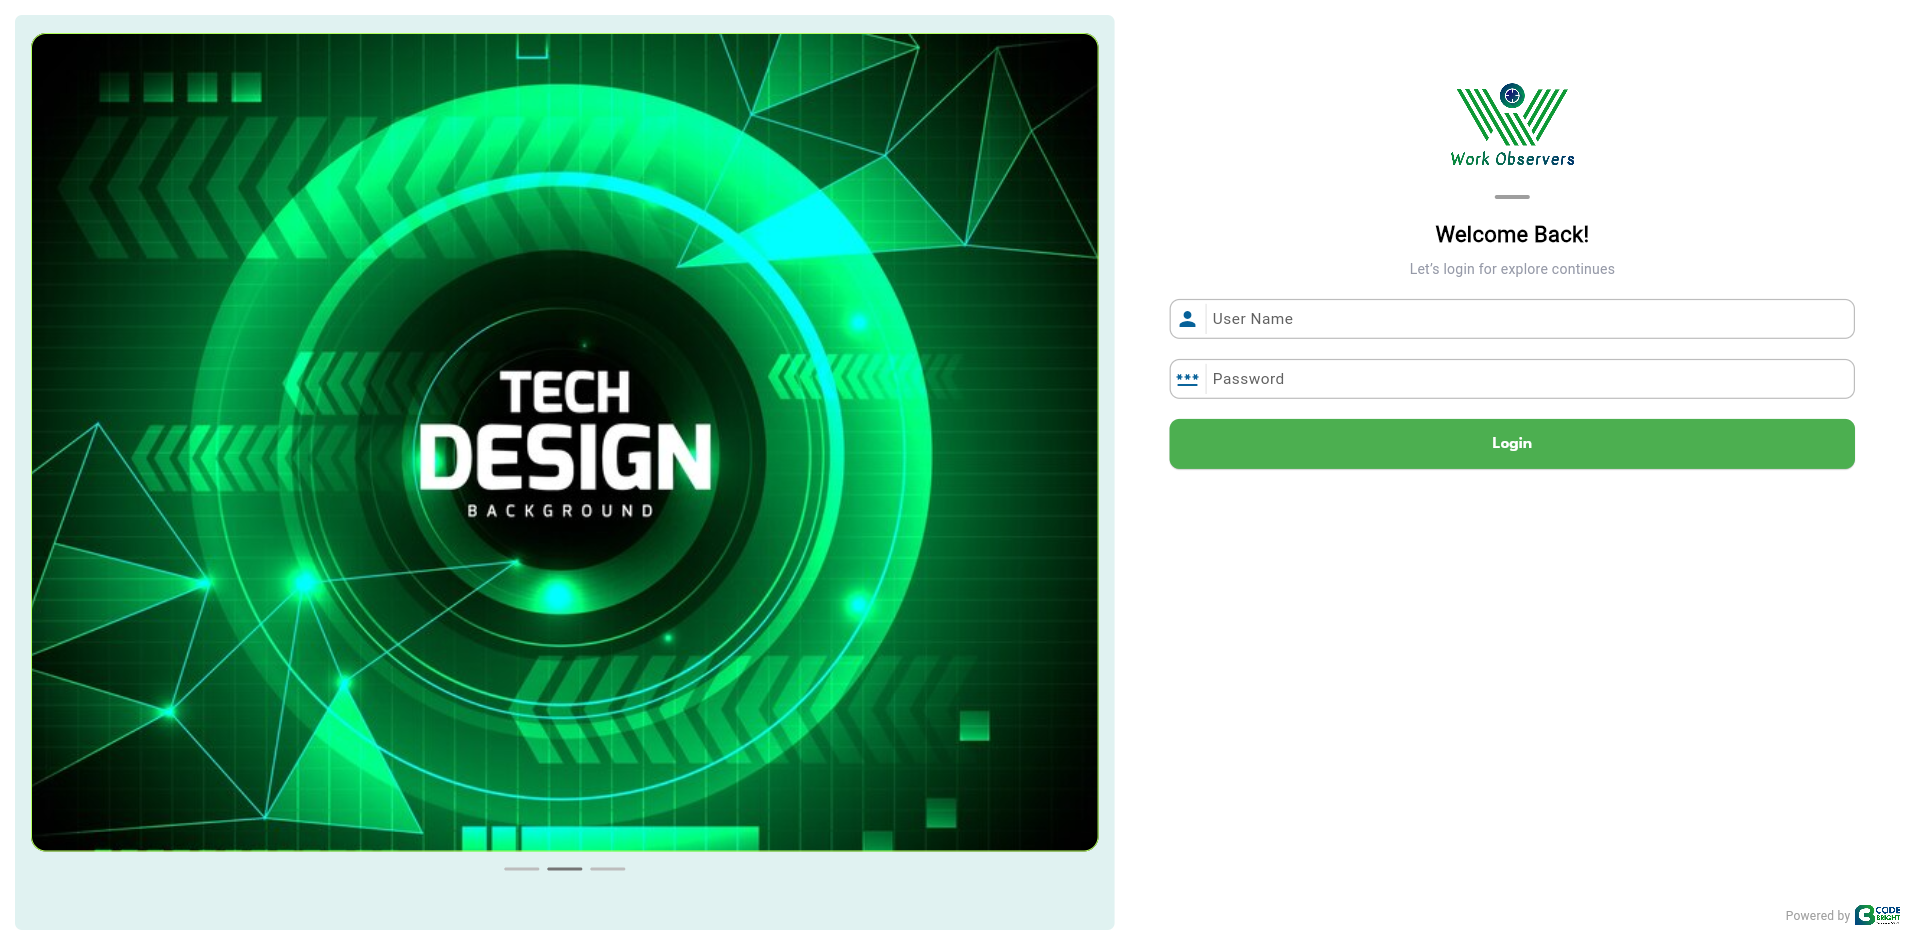 TECH
DESIGN
BACKGROUND
Work Observers
Welcome Back!
Let's login for explore continues
User Name
Password
Login
Powered by
CODE
BRIGHT